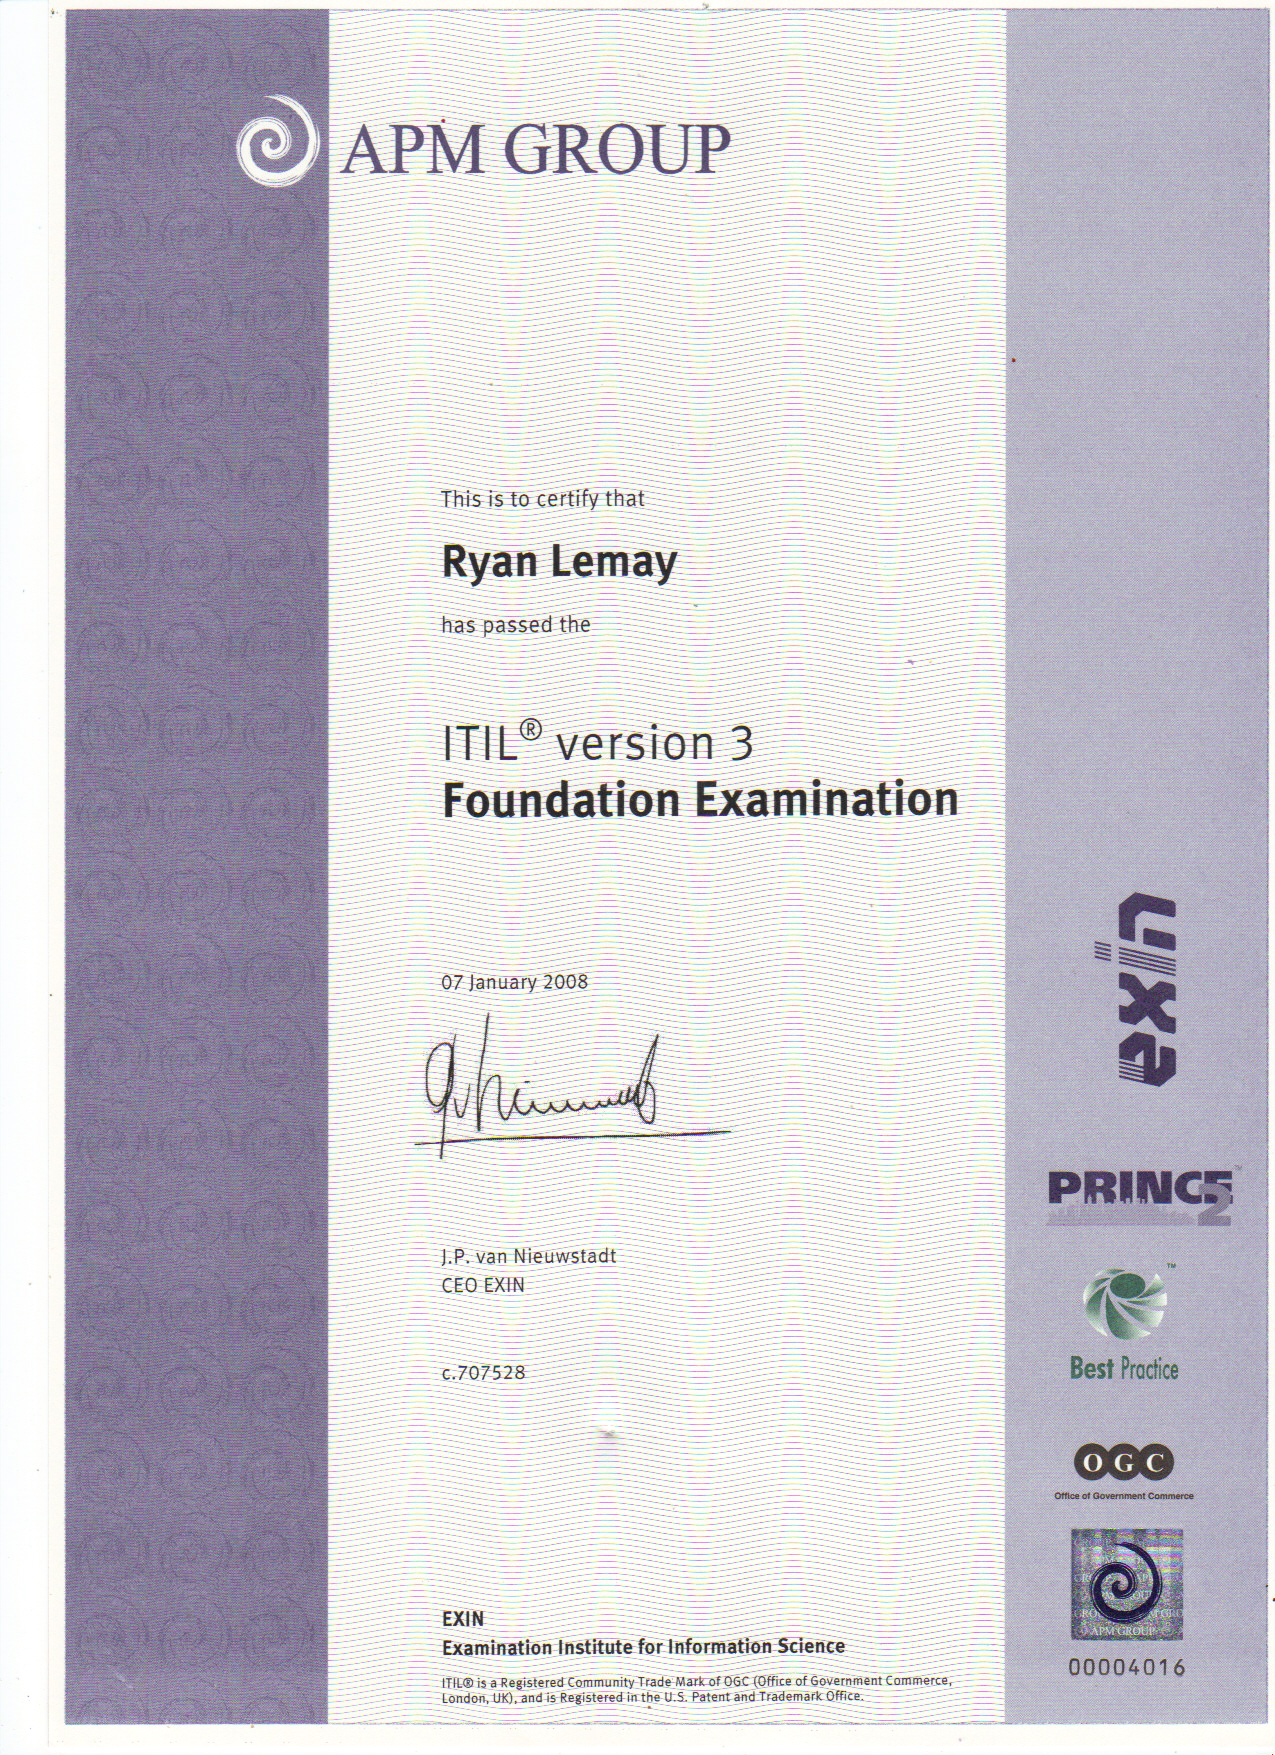 APM GROUP
This is to certify that
Ryan Lemay
has passed the
ITIL® version 3
Foundation Examination
07 January 2008
J.P. van Nieuwstadt
CEO EXIN
c.707528
EXIN
Examination Institute for Information Science
ITIL® is a Registered Community Trade Mark of OGC (Office of Government Commerce,
London, UK), and is Registered in the U.S. Patent and Trademark Office.
exin
PRINCE2™
™
Best Practice
OGC
Office of Government Commerce
APM GROUP
00004016